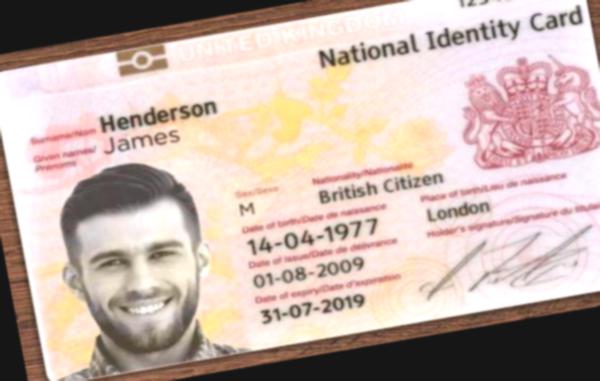 UNITED KINGDOM
National Identity Card
Surname/Nom Henderson
Given names/ Prénoms James
Sex/Sexe
M
Nationality/Nationalité
British Citizen
Date of birth/Date de naissance
14-04-1977
Place of birth/Lieu de naissance
London
Date of issue/Date de délivrance
01-08-2009
Holder's signature/Signature du titulaire
Date of expiry/Date d'expiration
31-07-2019